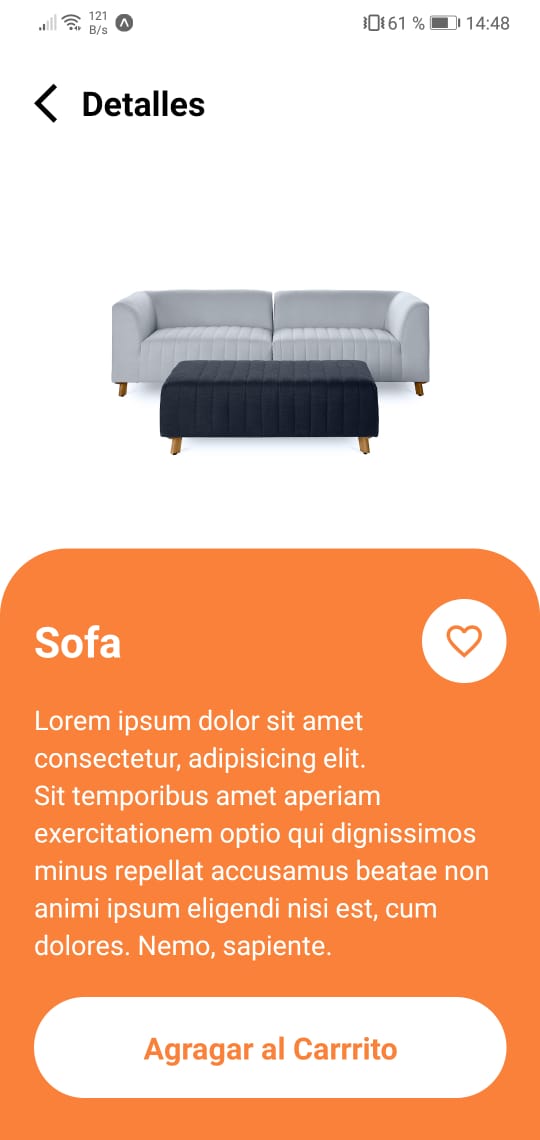 121
B/s
61 %
14:48
Detalles
Sofa
Lorem ipsum dolor sit amet
consectetur, adipisicing elit.
Sit temporibus amet aperiam
exercitationem optio qui dignissimos
minus repellat accusamus beatae non
animi ipsum eligendi nisi est, cum
dolores. Nemo, sapiente.
Agragar al Carrrito